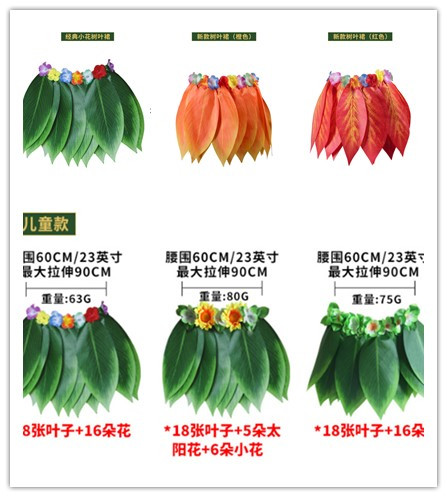 经典小花树叶裙
新款树叶裙（橙色）
新款树叶裙（红色）
儿童款
围60CM/23英寸
最大拉伸90CM
重量:63G
腰围60CM/23英寸
最大拉伸90CM
重量:80G
腰围60CM/23
最大拉伸90C
重量:75G
8张叶子+16朵花
*18张叶子+5朵太
阳花+6朵小花
*18张叶子+16朵